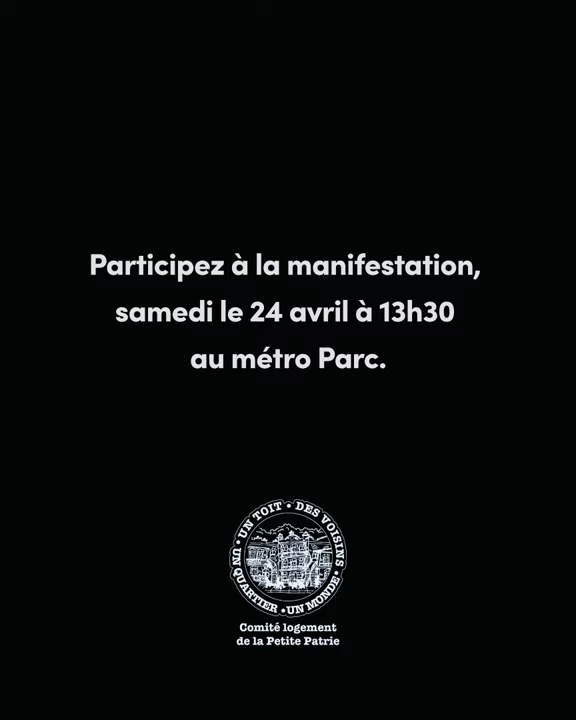 Participez à la manifestation,
samedi le 24 avril à 13h30
au métro Parc.
UN TOIT • DES VOISINS • UN QUARTIER • UN MONDE •
Comité logement
de la Petite Patrie